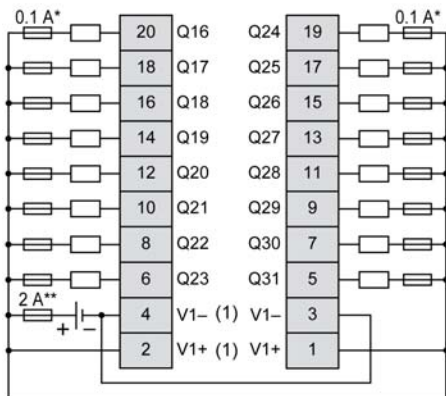 0.1 A* 20 Q16 Q24 19 0.1 A*
18 Q17 Q25 17
16 Q18 Q26 15
14 Q19 Q27 13
12 Q20 Q28 11
10 Q21 Q29 9
8 Q22 Q30 7
6 Q23 Q31 5
2 A** + − 4 V1− (1) V1− 3
2 V1+ (1) V1+ 1